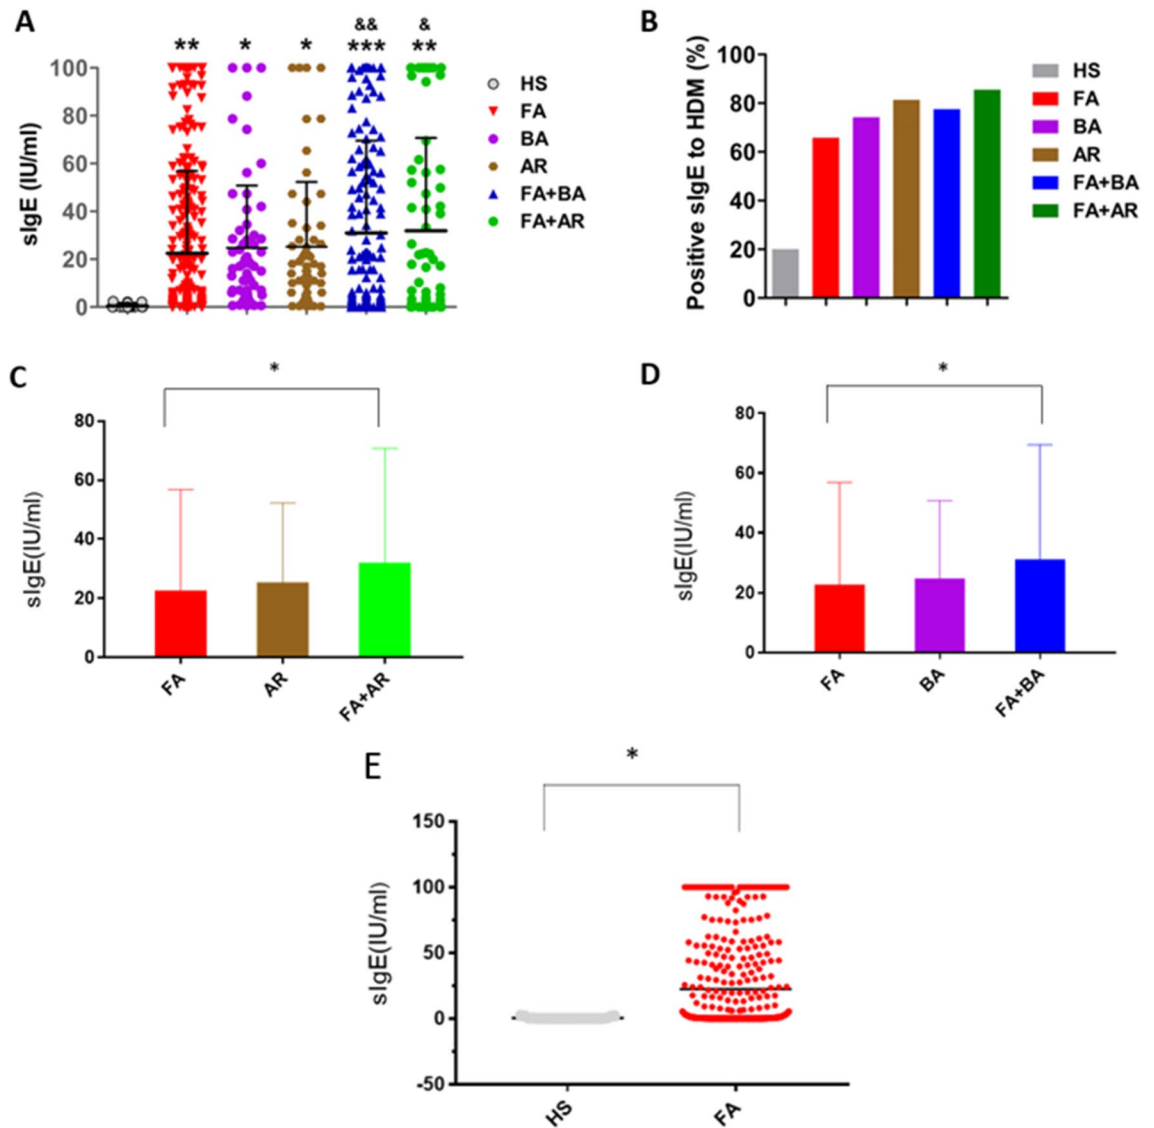 A
&& &
** * * *** **
sIgE (IU/ml)
100
80
60
40
20
0
HS
FA
BA
AR
FA+BA
FA+AR
B
Positive sIgE to HDM (%)
100
80
60
40
20
0
HS
FA
BA
AR
FA+BA
FA+AR
C
*
sIgE(IU/ml)
80
60
40
20
0
FA AR FA+AR
D
*
sIgE(IU/ml)
80
60
40
20
0
FA BA FA+BA
E
*
sIgE(IU/ml)
150
100
50
0
-50
HS FA